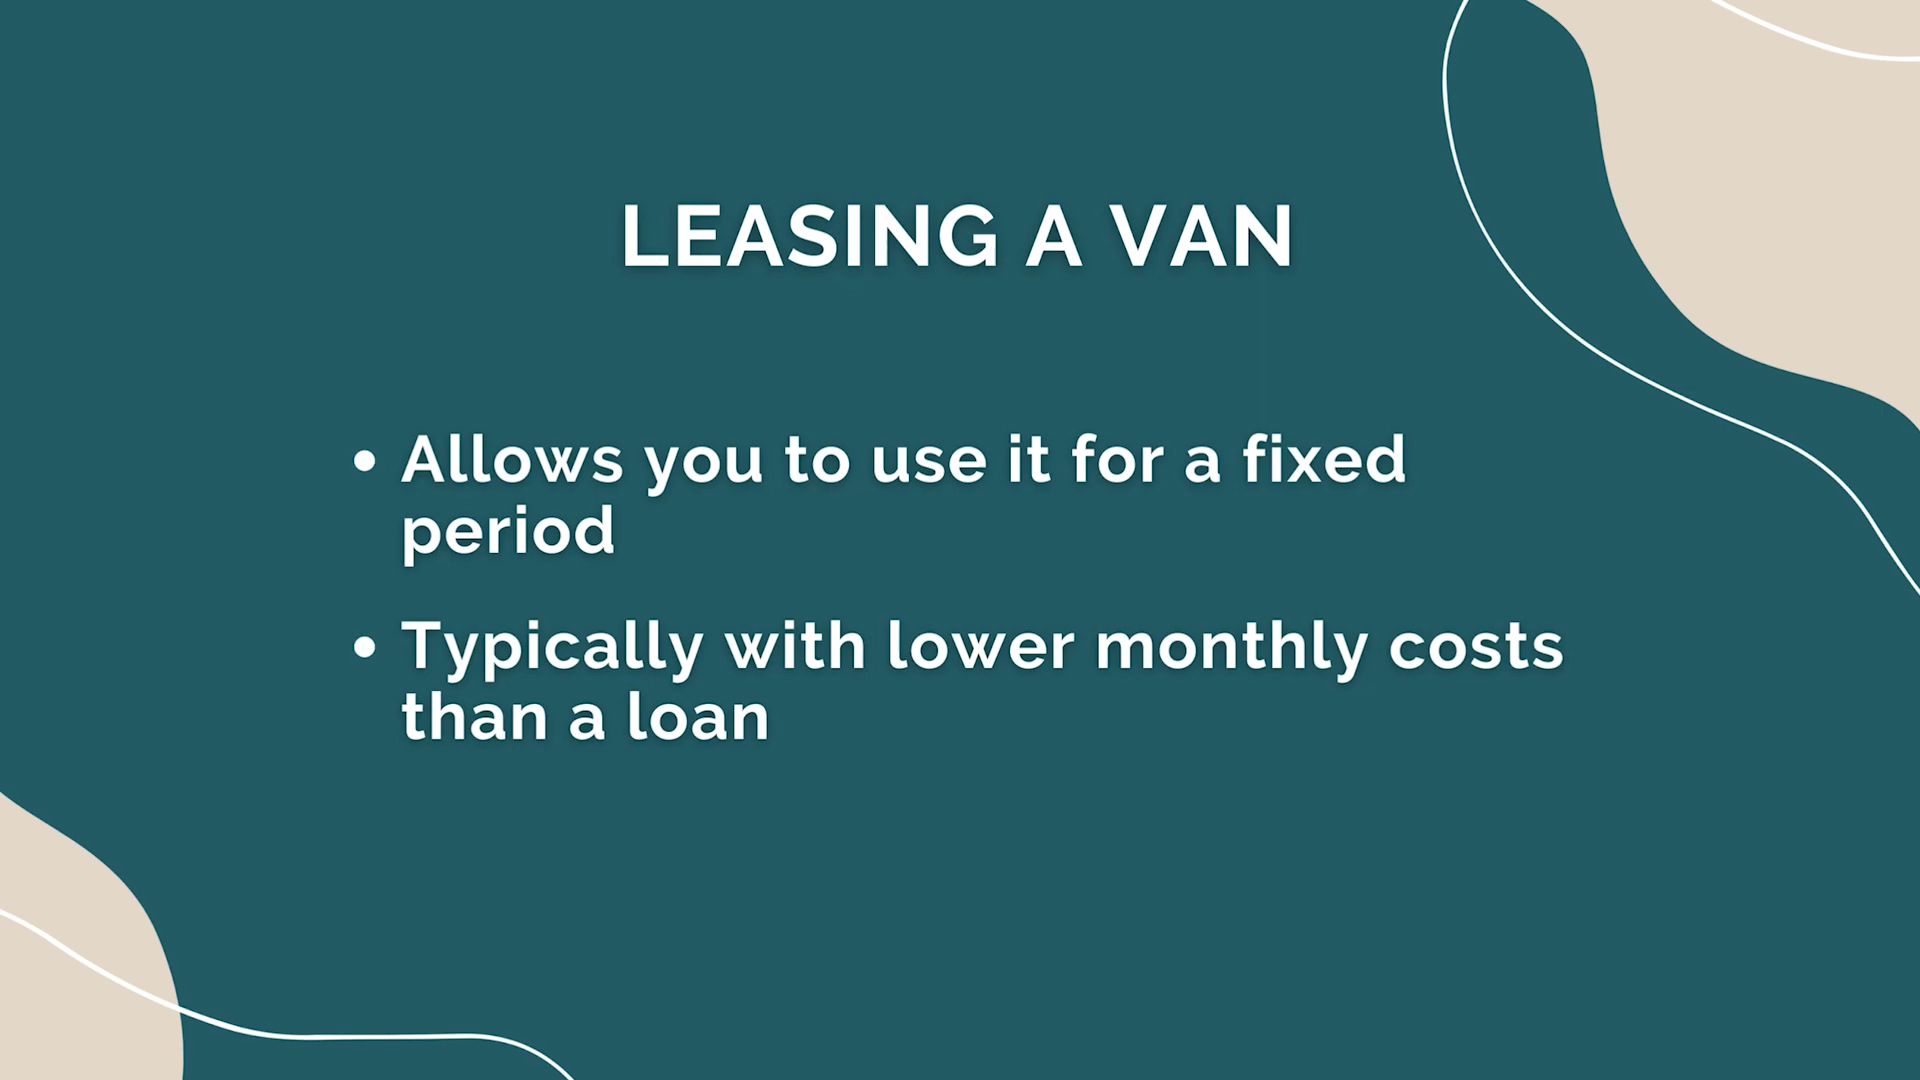 LEASING A VAN
• Allows you to use it for a fixed
period
• Typically with lower monthly costs
than a loan